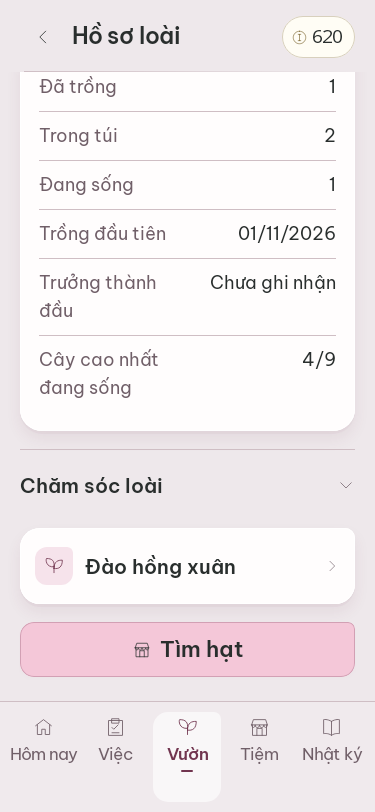 Hồ sơ loài
620
Đã trồng 1
Trong túi 2
Đang sống 1
Trồng đầu tiên 01/11/2026
Trưởng thành đầu Chưa ghi nhận
Cây cao nhất đang sống 4/9
Chăm sóc loài
Đào hồng xuân
Tìm hạt
Hôm nay Việc Vườn Tiệm Nhật ký